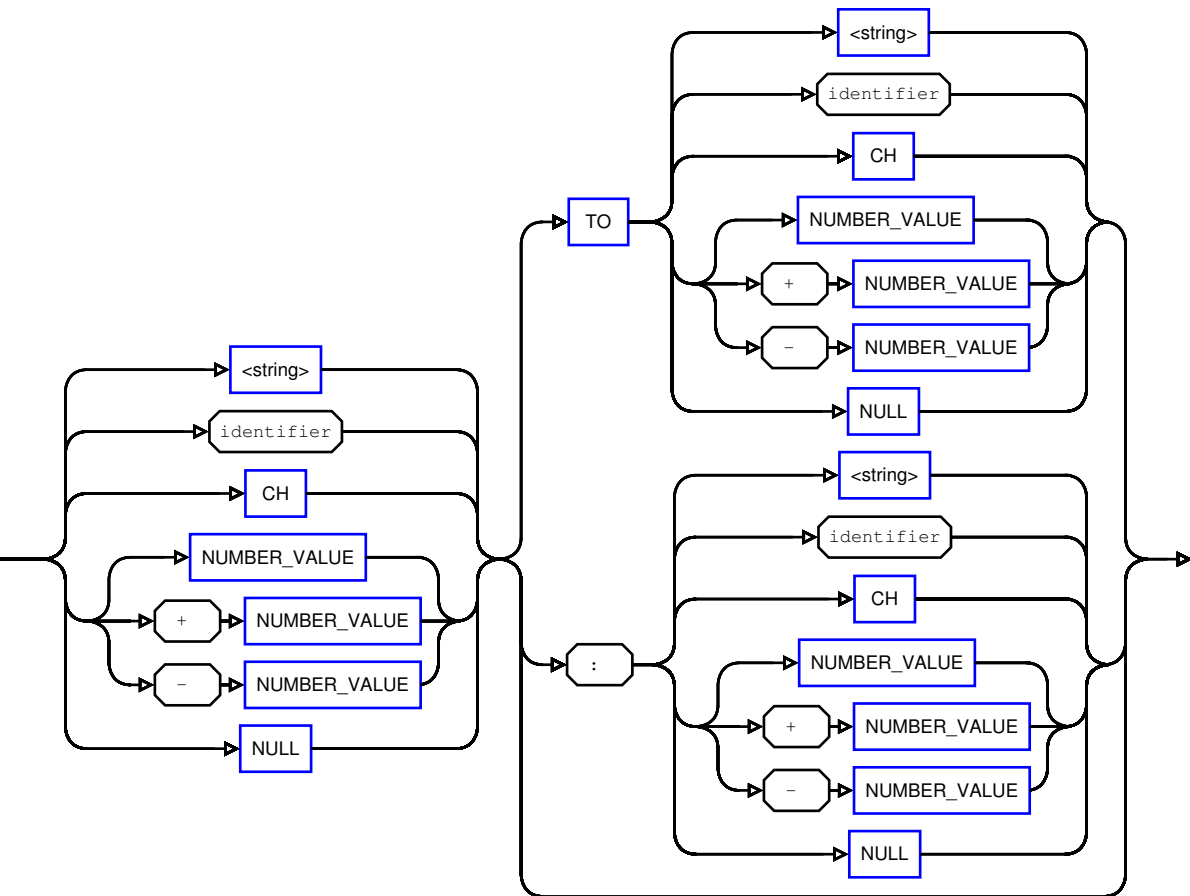 <string>
identifier
CH
NUMBER_VALUE
+ NUMBER_VALUE
- NUMBER_VALUE
NULL
TO
<string>
identifier
CH
NUMBER_VALUE
+ NUMBER_VALUE
- NUMBER_VALUE
NULL
:
<string>
identifier
CH
NUMBER_VALUE
+ NUMBER_VALUE
- NUMBER_VALUE
NULL